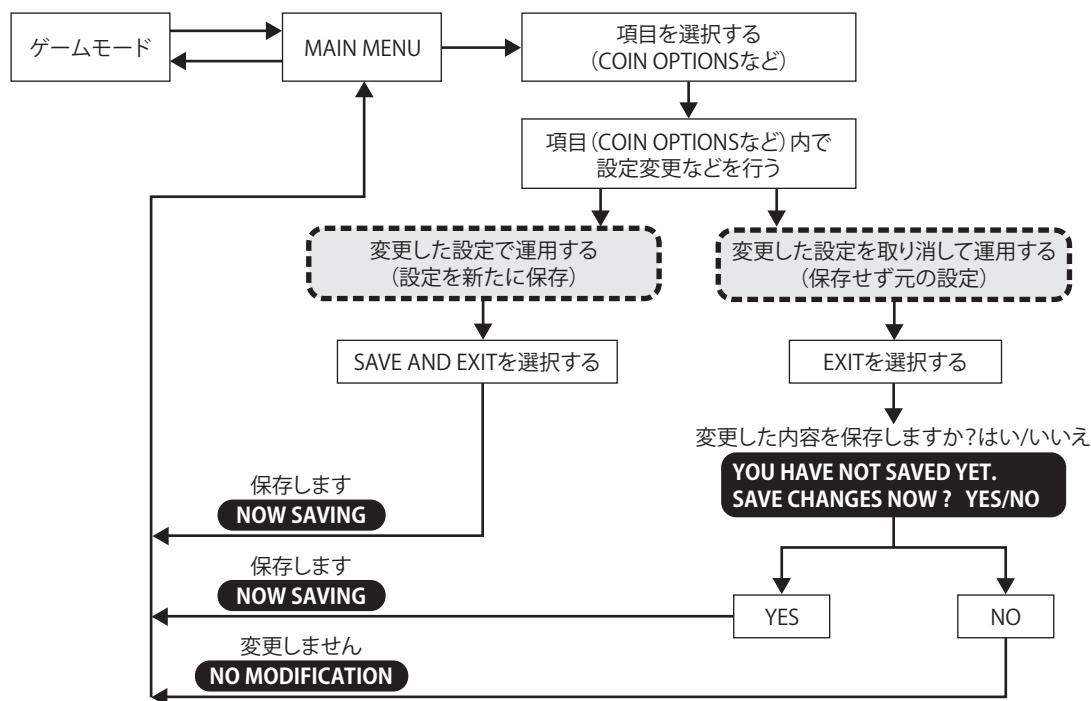 ゲームモード
MAIN MENU
項目を選択する
(COIN OPTIONSなど)
項目(COIN OPTIONSなど)内で
設定変更などを行う
変更した設定で運用する
(設定を新たに保存)
変更した設定を取り消して運用する
(保存せず元の設定)
SAVE AND EXITを選択する
EXITを選択する
変更した内容を保存しますか?はい/いいえ
YOU HAVE NOT SAVED YET.
SAVE CHANGES NOW ? YES/NO
保存します
NOW SAVING
保存します
NOW SAVING
YES
NO
変更しません
NO MODIFICATION